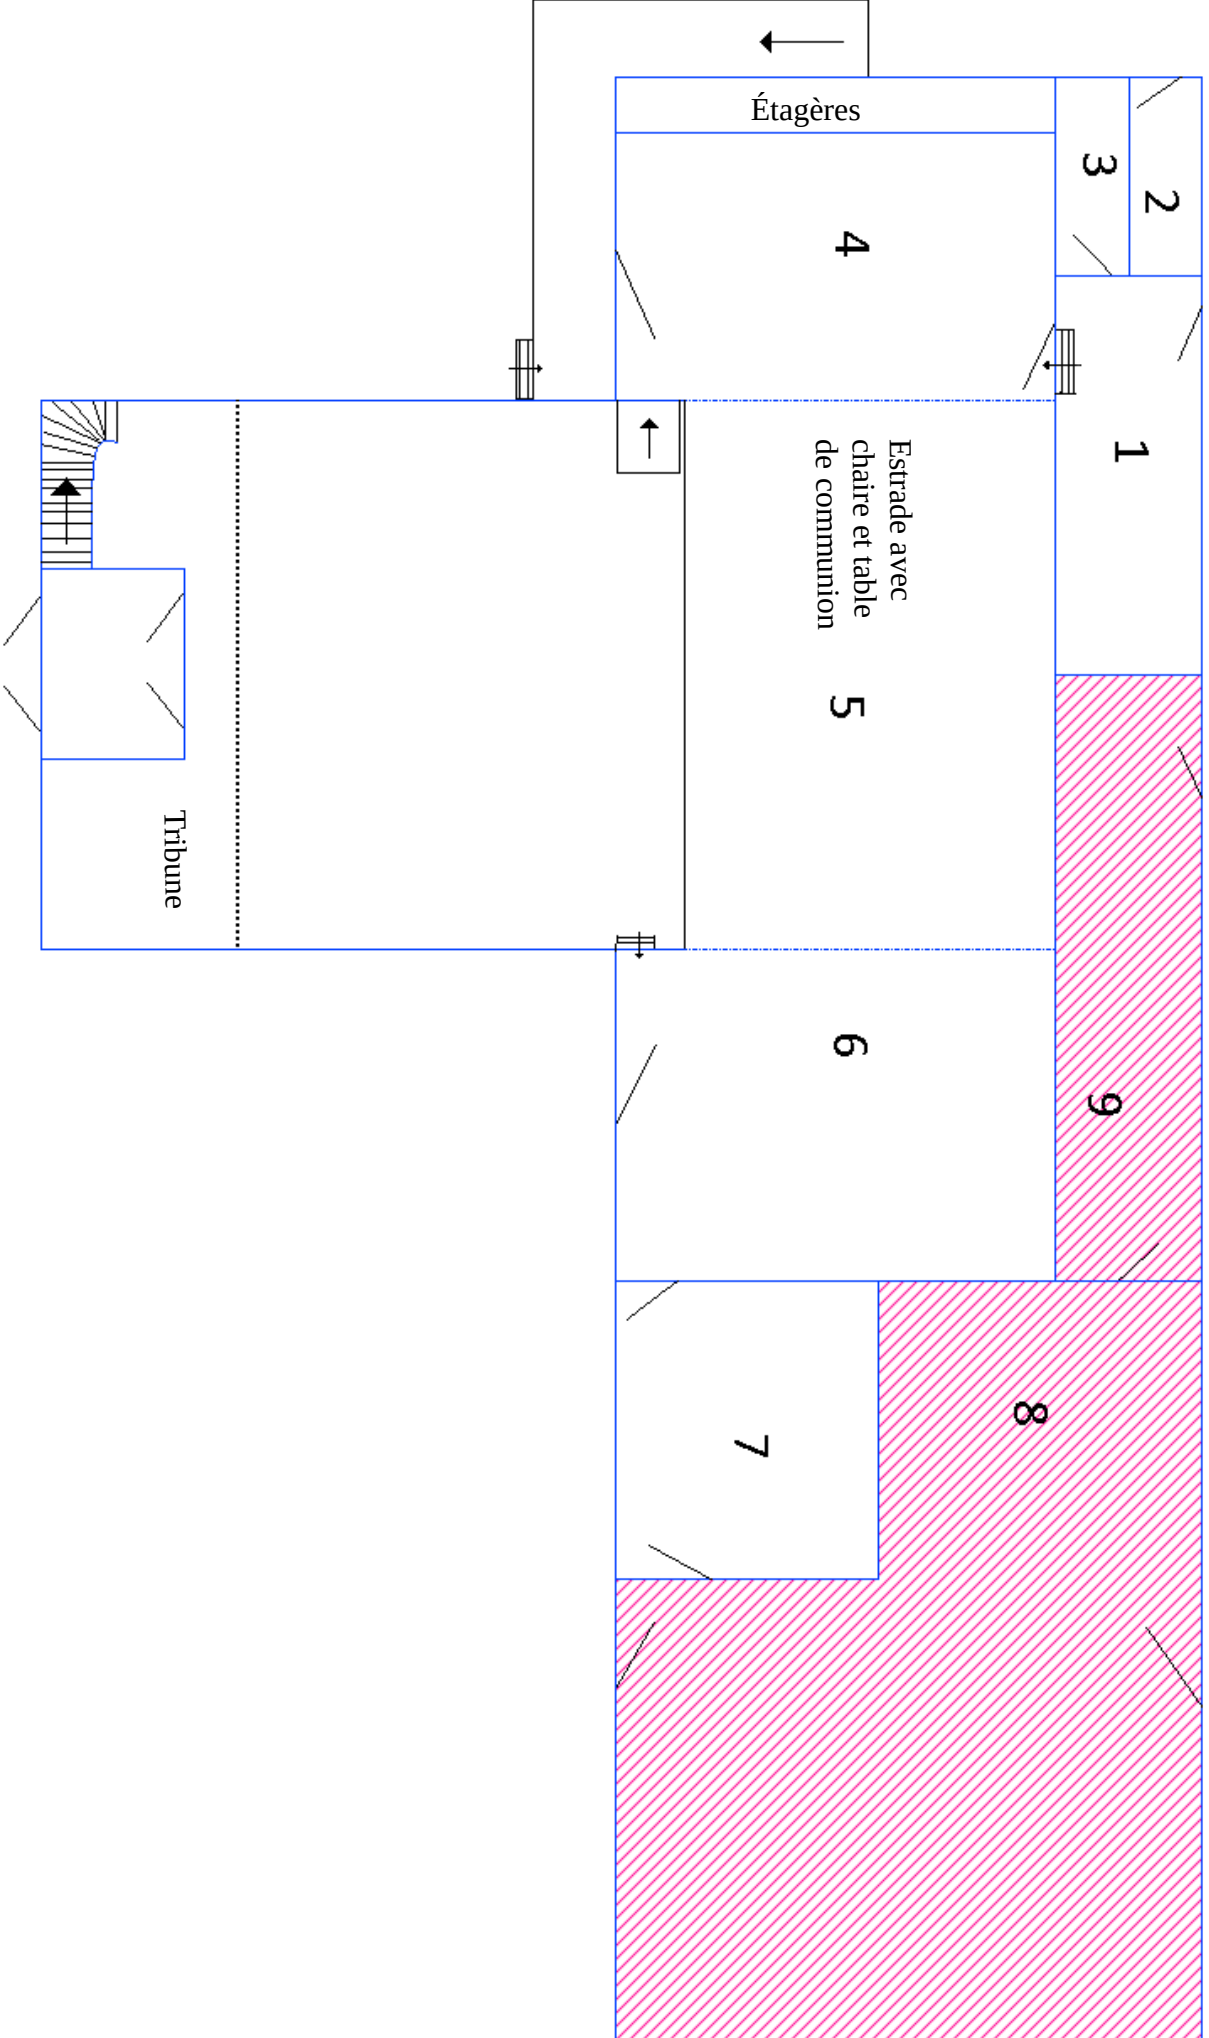 Étagères
3
2
4
1
Estrade avec
chaire et table
de communion
5
Tribune
6
9
8
7